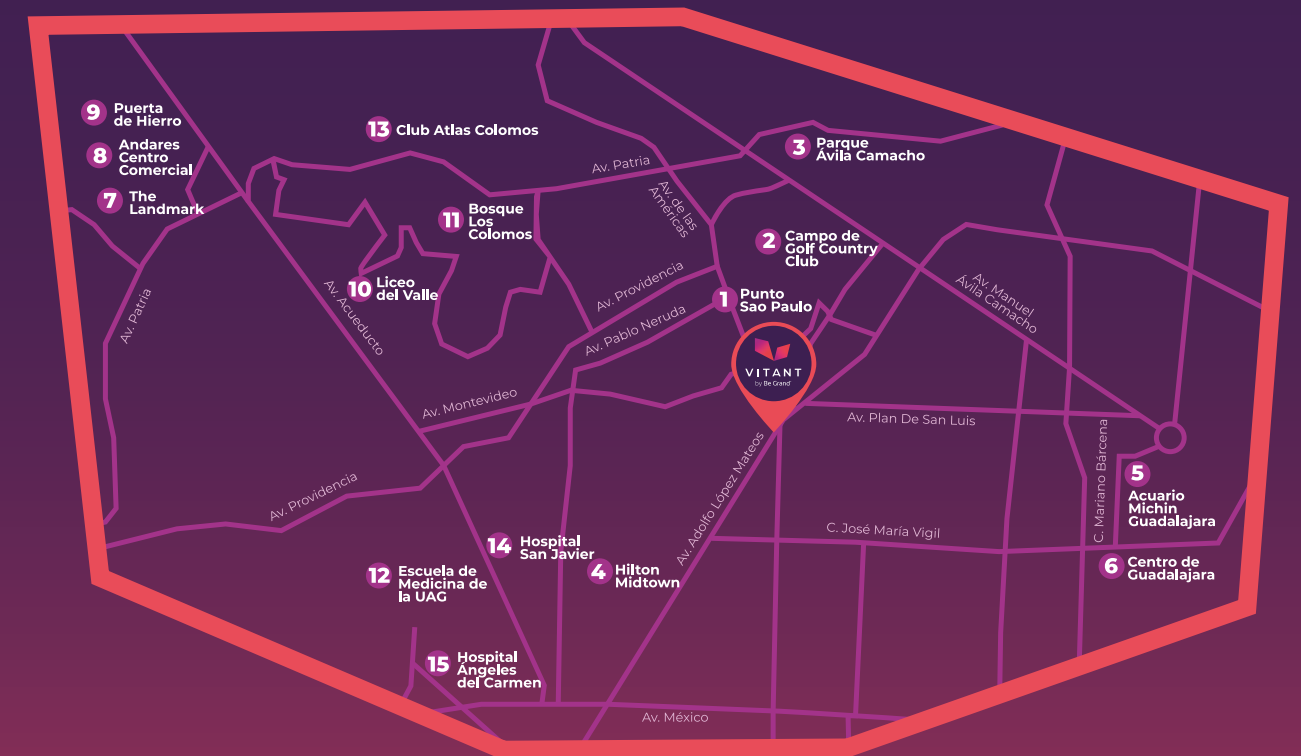 9 Puerta
de Hierro
8 Andares
Centro
Comercial
7 The
Landmark
13 Club Atlas Colomos
Av. Patria
3 Parque
Ávila Camacho
Av. de las
Américas
11 Bosque
Los
Colomos
2 Campo de
Golf Country
Club
10 Liceo
del Valle
Av. Providencia
1 Punto
Sao Paulo
Av. Manuel
Ávila Camacho
Av. Patria
Av. Acueducto
Av. Pablo Neruda
VITANT
by Be Grand
Av. Montevideo
Av. Plan De San Luis
Av. Providencia
Av. Adolfo López Mateos
C. Mariano Bárcena
5
Acuario
Michin
Guadalajara
14 Hospital
San Javier
C. José María Vigil
12 Escuela de
Medicina de
la UAG
4 Hilton
Midtown
6 Centro de
Guadalajara
15 Hospital
Ángeles
del Carmen
Av. México